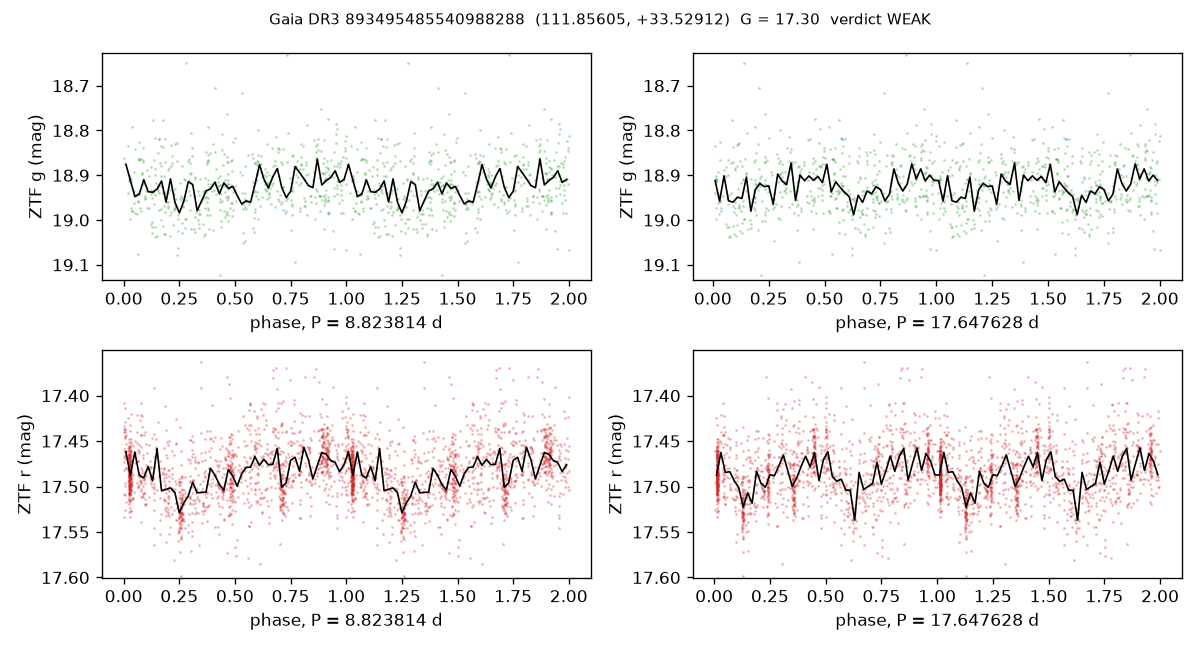 Gaia DR3 893495485540988288 (111.85605, +33.52912) G = 17.30 verdict WEAK
ZTF g (mag)
18.7
18.8
18.9
19.0
19.1
0.00 0.25 0.50 0.75 1.00 1.25 1.50 1.75 2.00
phase, P = 8.823814 d
ZTF g (mag)
18.7
18.8
18.9
19.0
19.1
0.00 0.25 0.50 0.75 1.00 1.25 1.50 1.75 2.00
phase, P = 17.647628 d
ZTF r (mag)
17.40
17.45
17.50
17.55
17.60
0.00 0.25 0.50 0.75 1.00 1.25 1.50 1.75 2.00
phase, P = 8.823814 d
ZTF r (mag)
17.40
17.45
17.50
17.55
17.60
0.00 0.25 0.50 0.75 1.00 1.25 1.50 1.75 2.00
phase, P = 17.647628 d